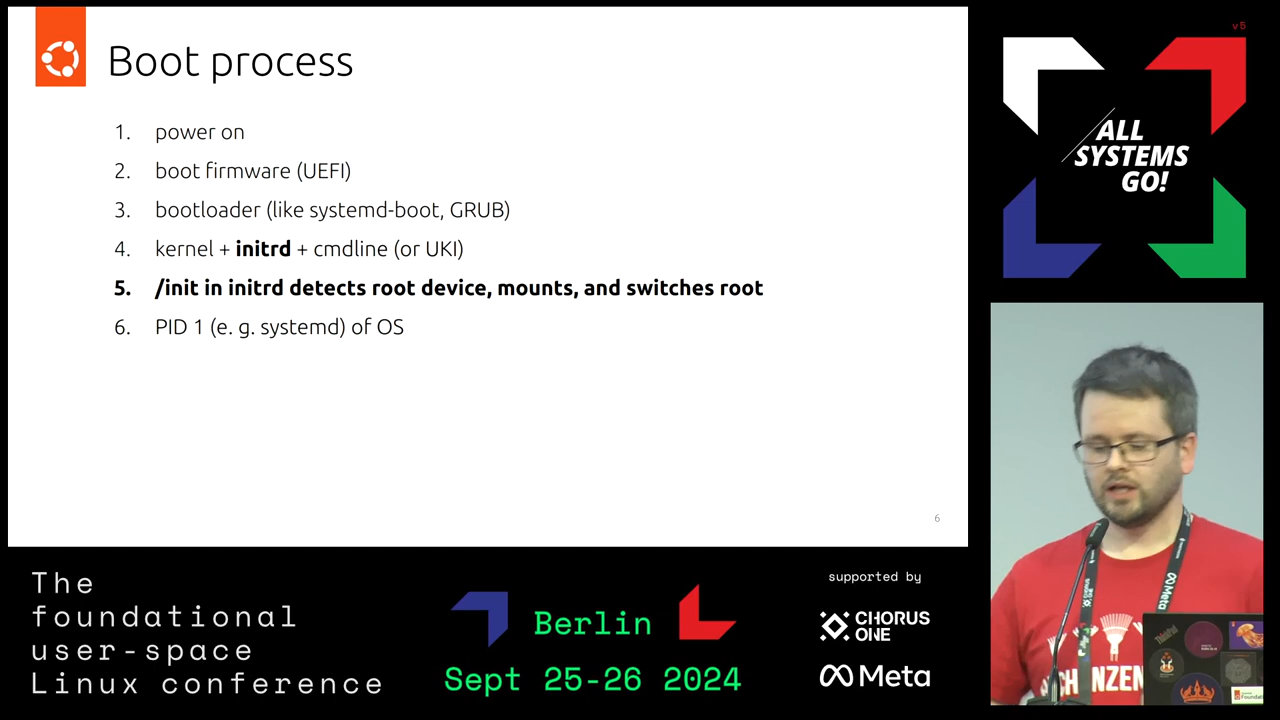 Boot process
1. power on
2. boot firmware (UEFI)
3. bootloader (like systemd-boot, GRUB)
4. kernel + initrd + cmdline (or UKI)
5. /init in initrd detects root device, mounts, and switches root
6. PID 1 (e. g. systemd) of OS
6
v5
ALL
SYSTEMS
GO!
The
foundational
user-space
Linux conference
Berlin
Sept 25-26 2024
supported by
CHORUS
ONE
Meta
Meta
ThinkPad